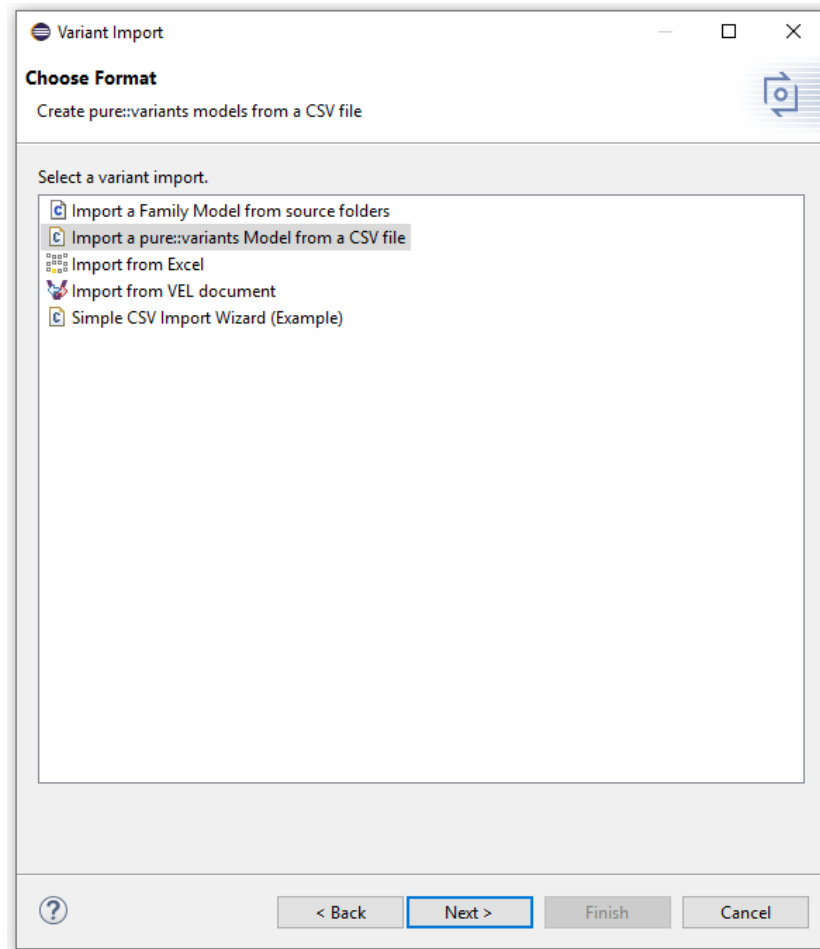 Variant Import
Choose Format
Create pure::variants models from a CSV file
Select a variant import.
Import a Family Model from source folders
Import a pure::variants Model from a CSV file
Import from Excel
Import from VEL document
Simple CSV Import Wizard (Example)
< Back Next > Finish Cancel